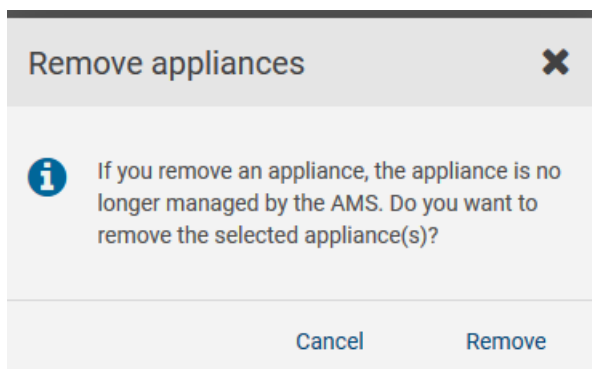 Remove appliances
If you remove an appliance, the appliance is no
longer managed by the AMS. Do you want to
remove the selected appliance(s)?
Cancel Remove